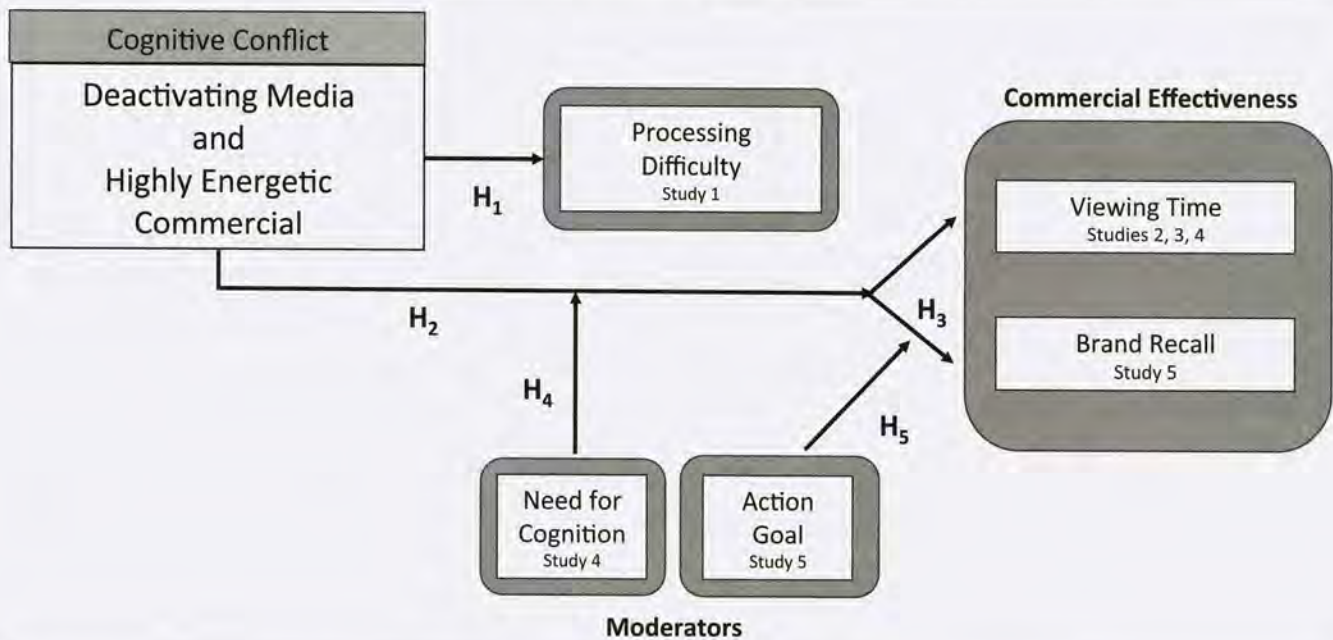 Cognitive Conflict
Deactivating Media
and
Highly Energetic
Commercial
H₁
Processing
Difficulty
Study 1
Commercial Effectiveness
Viewing Time
Studies 2, 3, 4
Brand Recall
Study 5
H₂
H₃
H₄
H₅
Need for
Cognition
Study 4
Action
Goal
Study 5
Moderators